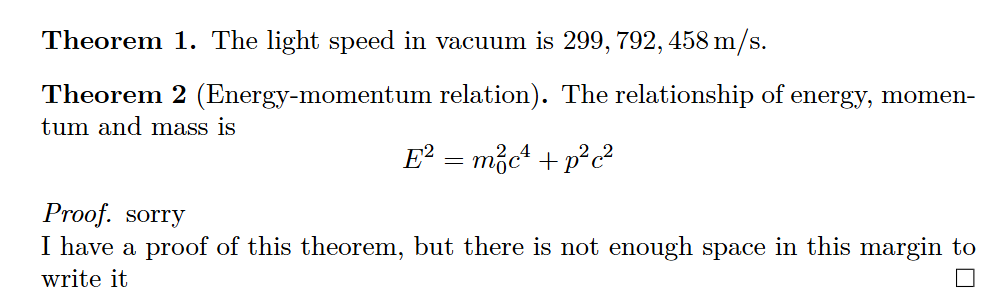 Theorem 1. The light speed in vacuum is 299, 792, 458 m/s.
Theorem 2 (Energy-momentum relation). The relationship of energy, momen-
tum and mass is
E² = m₀²c⁴ + p²c²
Proof. sorry
I have a proof of this theorem, but there is not enough space in this margin to
write it □